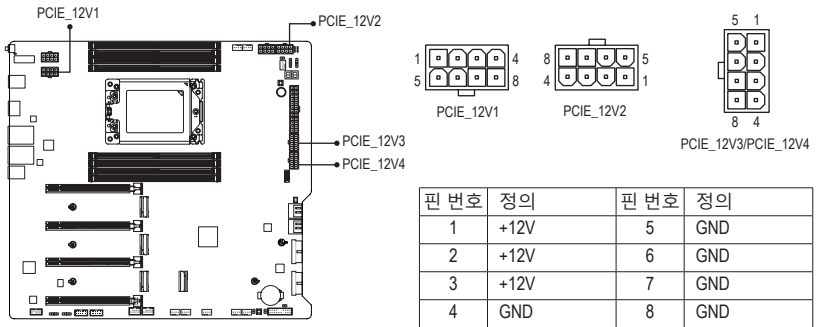 PCIE_12V1
PCIE_12V2
PCIE_12V3
PCIE_12V4
1 4
5 8
PCIE_12V1
8 5
4 1
PCIE_12V2
5 1
8 4
PCIE_12V3/PCIE_12V4
핀 번호 정의 핀 번호 정의
1 +12V 5 GND
2 +12V 6 GND
3 +12V 7 GND
4 GND 8 GND